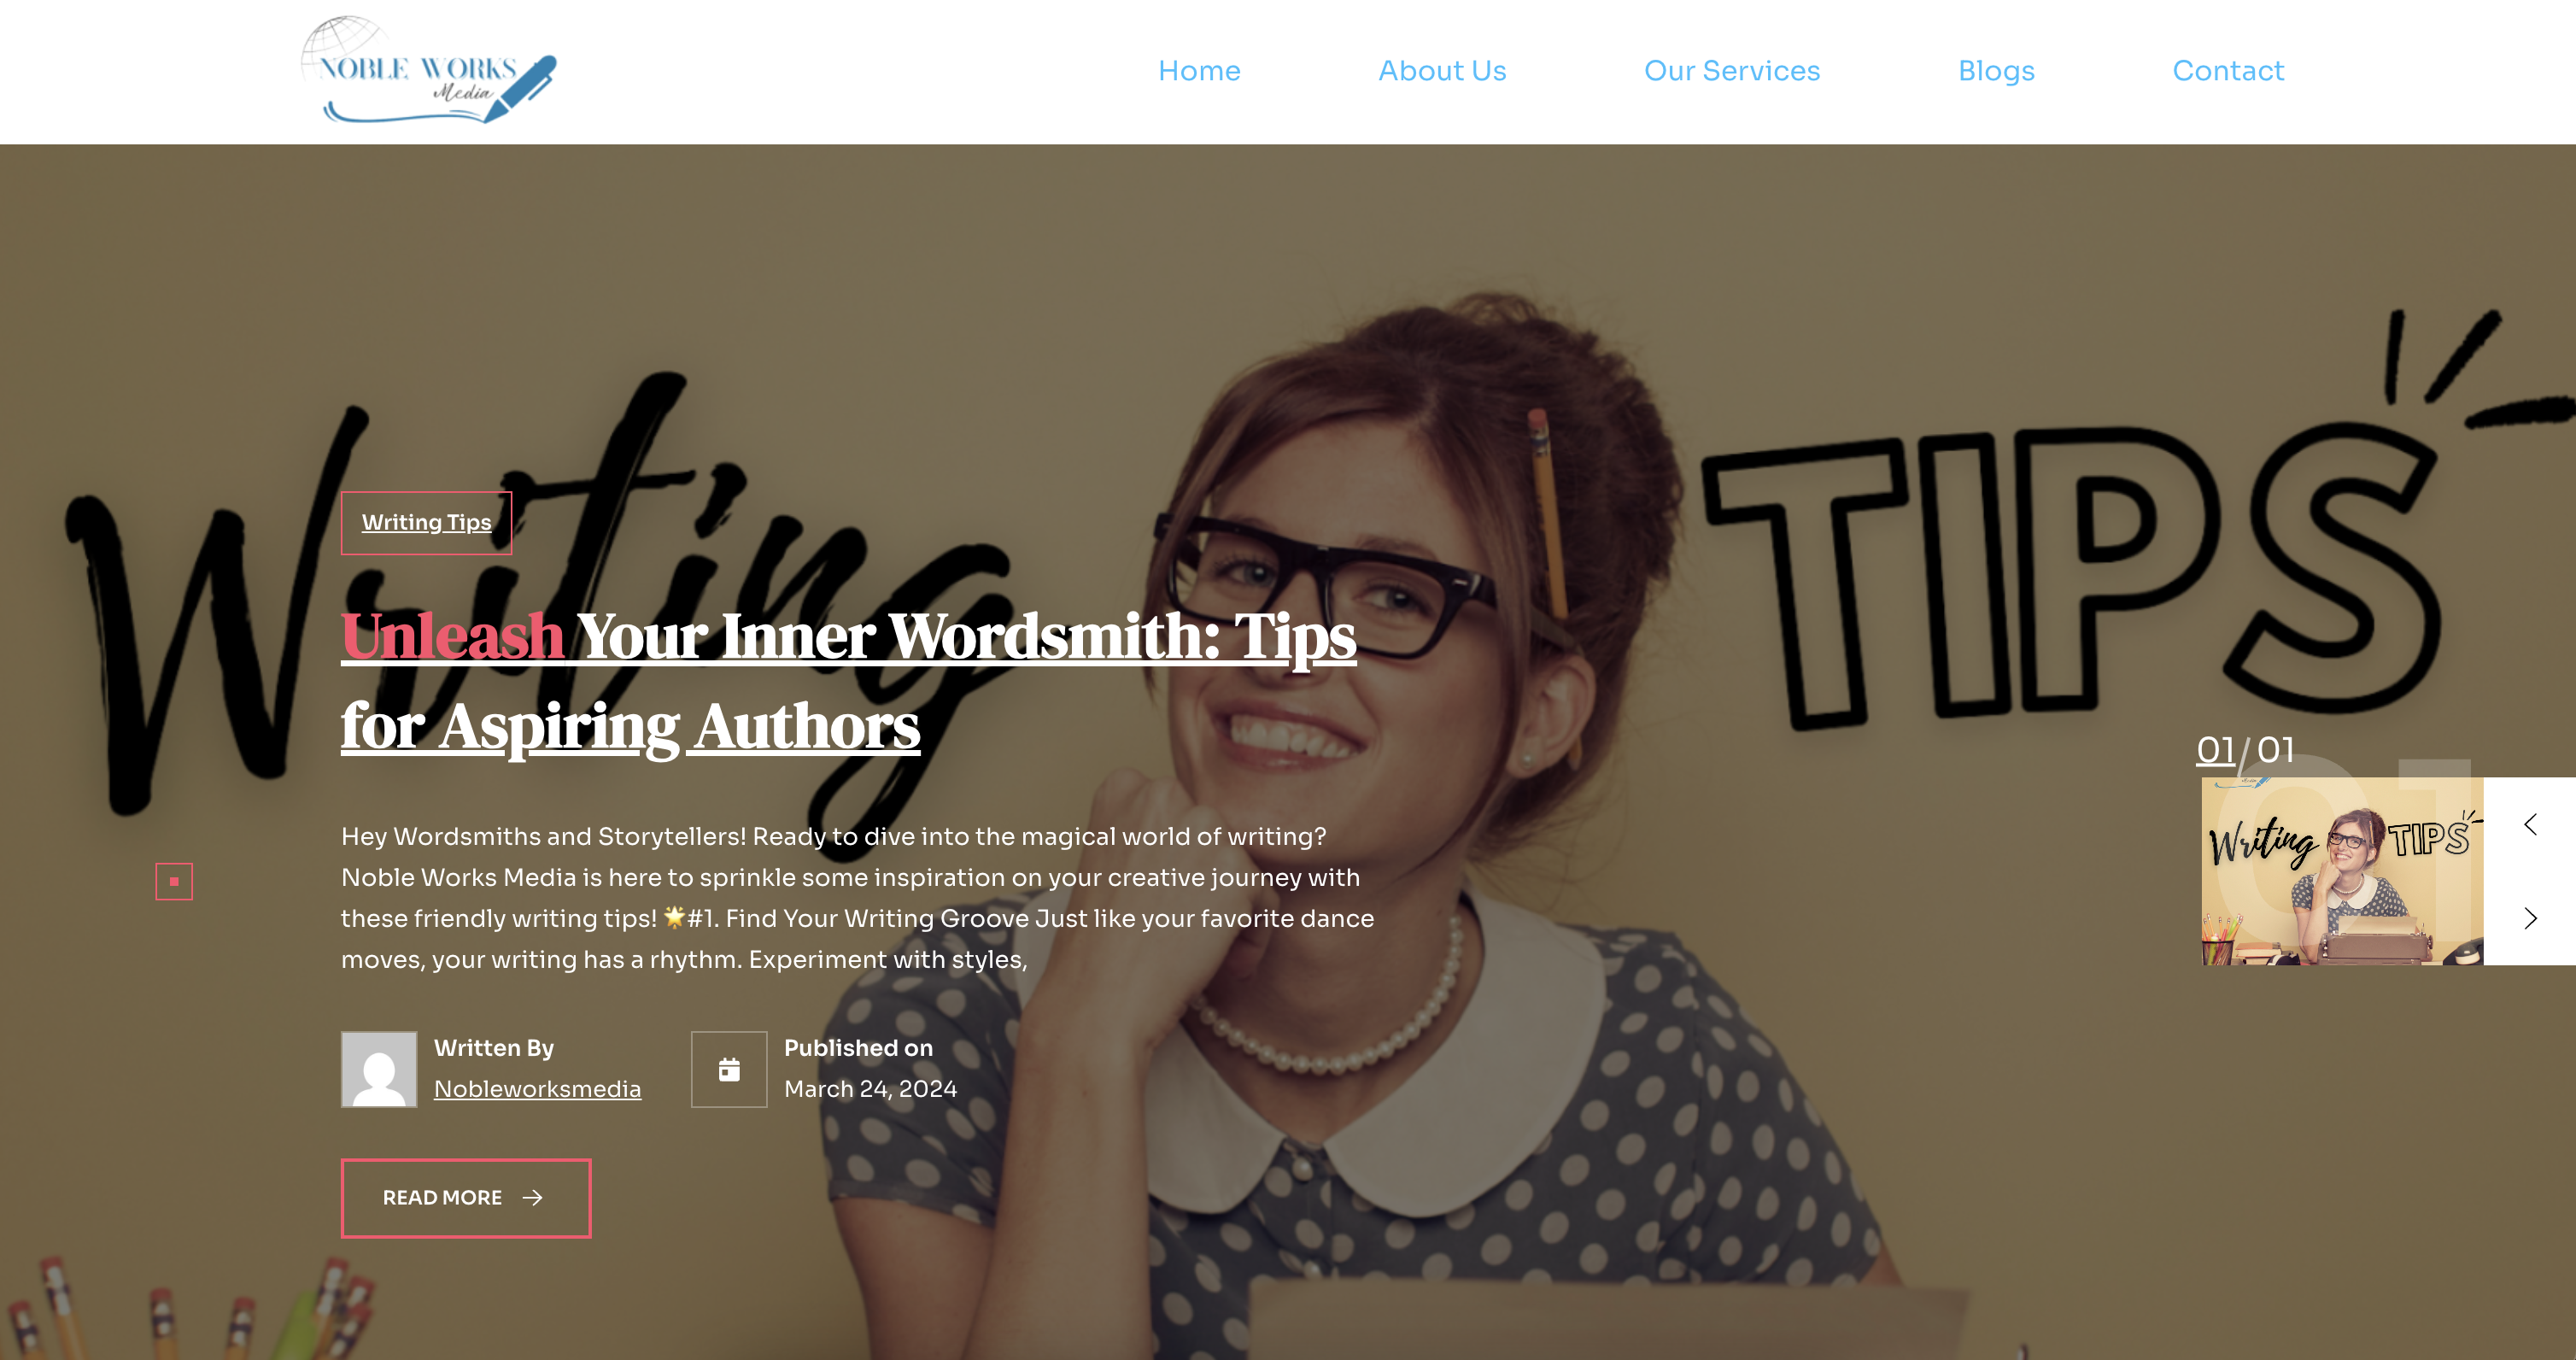 NOBLE WORKS
Media
Home
About Us
Our Services
Blogs
Contact
Writing TIPS
Writing Tips
Unleash Your Inner Wordsmith: Tips
for Aspiring Authors
Hey Wordsmiths and Storytellers! Ready to dive into the magical world of writing?
Noble Works Media is here to sprinkle some inspiration on your creative journey with
these friendly writing tips! 🌟#1. Find Your Writing Groove Just like your favorite dance
moves, your writing has a rhythm. Experiment with styles,
Written By
Nobleworksmedia
Published on
March 24, 2024
READ MORE
01/01
01
Writing TIPS